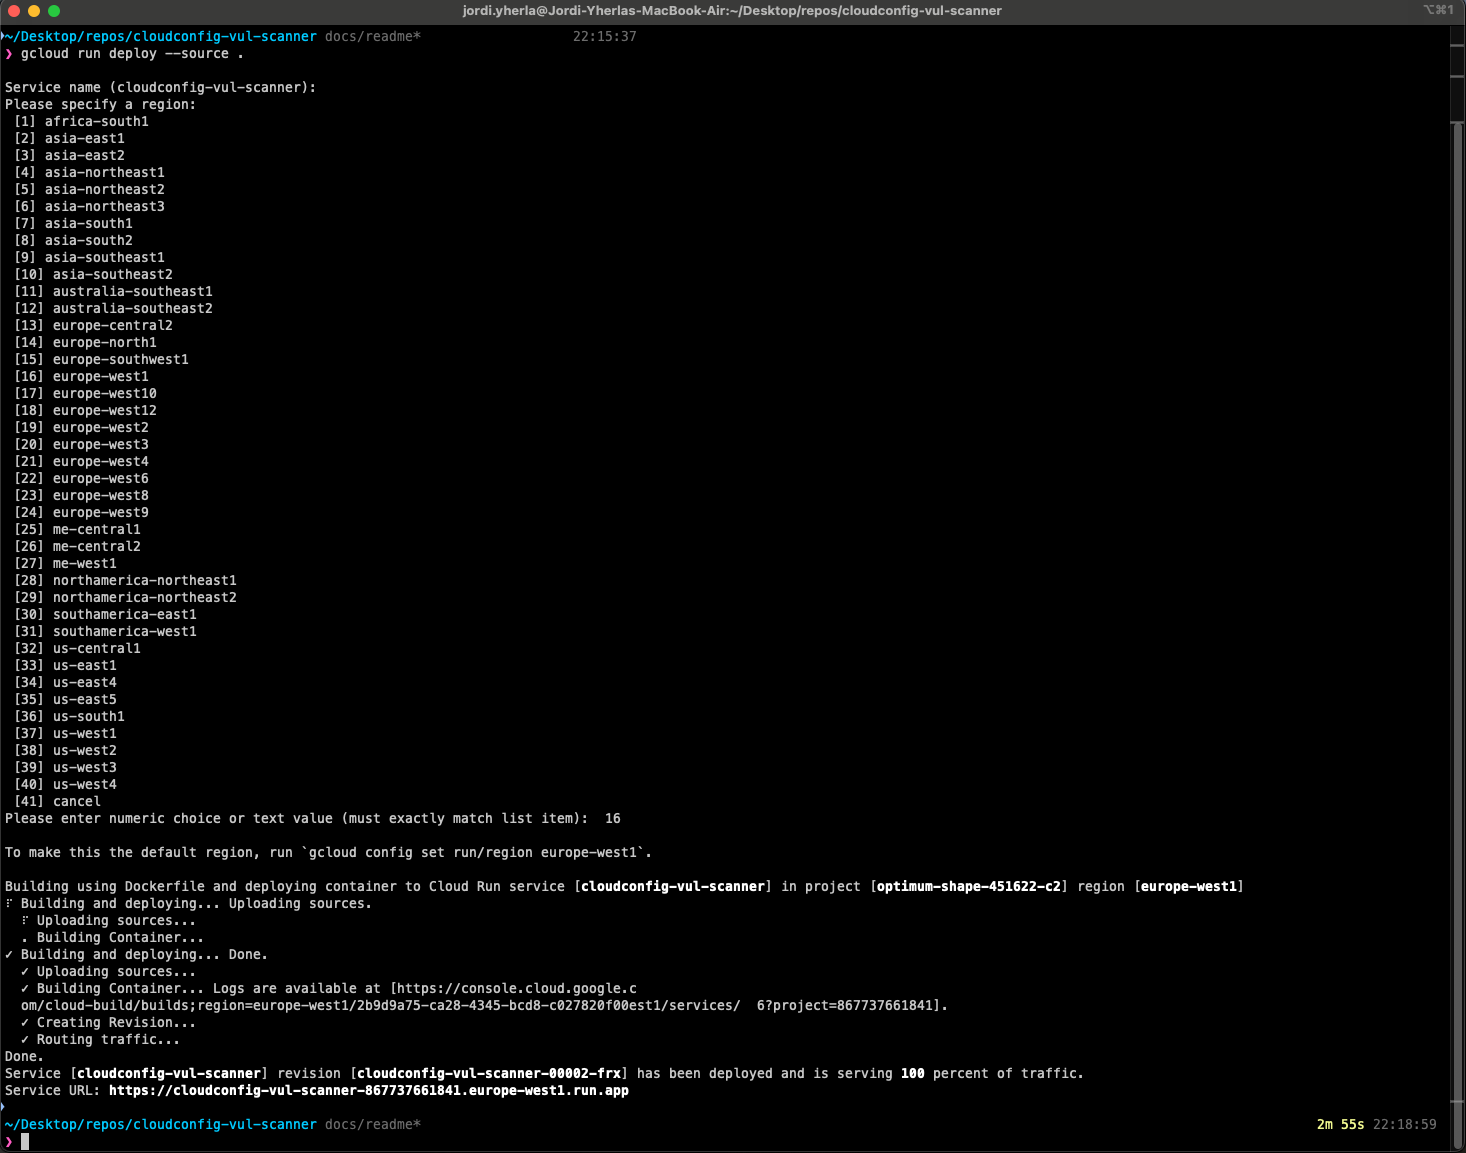 jordi.yherla@Jordi-Yherlas-MacBook-Air:~/Desktop/repos/cloudconfig-vul-scanner ⌥⌘1
~/Desktop/repos/cloudconfig-vul-scanner docs/readme* 22:15:37
❯ gcloud run deploy --source .
Service name (cloudconfig-vul-scanner):
Please specify a region:
[1] africa-south1
[2] asia-east1
[3] asia-east2
[4] asia-northeast1
[5] asia-northeast2
[6] asia-northeast3
[7] asia-south1
[8] asia-south2
[9] asia-southeast1
[10] asia-southeast2
[11] australia-southeast1
[12] australia-southeast2
[13] europe-central2
[14] europe-north1
[15] europe-southwest1
[16] europe-west1
[17] europe-west10
[18] europe-west12
[19] europe-west2
[20] europe-west3
[21] europe-west4
[22] europe-west6
[23] europe-west8
[24] europe-west9
[25] me-central1
[26] me-central2
[27] me-west1
[28] northamerica-northeast1
[29] northamerica-northeast2
[30] southamerica-east1
[31] southamerica-west1
[32] us-central1
[33] us-east1
[34] us-east4
[35] us-east5
[36] us-south1
[37] us-west1
[38] us-west2
[39] us-west3
[40] us-west4
[41] cancel
Please enter numeric choice or text value (must exactly match list item):  16
To make this the default region, run `gcloud config set run/region europe-west1`.
Building using Dockerfile and deploying container to Cloud Run service [cloudconfig-vul-scanner] in project [optimum-shape-451622-c2] region [europe-west1]
⠏ Building and deploying... Uploading sources.
⠏ Uploading sources...
. Building Container...
✓ Building and deploying... Done.
✓ Uploading sources...
✓ Building Container... Logs are available at [https://console.cloud.google.c
om/cloud-build/builds;region=europe-west1/2b9d9a75-ca28-4345-bcd8-c027820f00est1/services/  6?project=867737661841].
✓ Creating Revision...
✓ Routing traffic...
Done.
Service [cloudconfig-vul-scanner] revision [cloudconfig-vul-scanner-00002-frx] has been deployed and is serving 100 percent of traffic.
Service URL: https://cloudconfig-vul-scanner-867737661841.europe-west1.run.app
~/Desktop/repos/cloudconfig-vul-scanner docs/readme* 2m 55s 22:18:59
❯